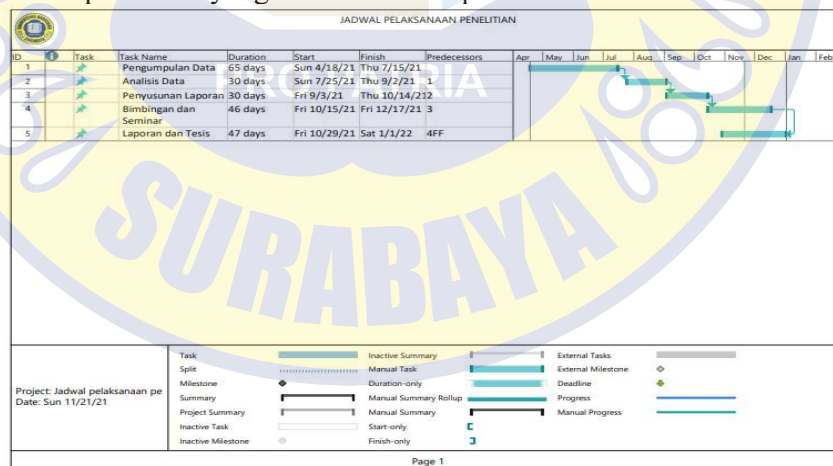 JADWAL PELAKSANAAN PENELITIAN
ID Task Task Name Duration Start Finish Predecessors Apr May Jun Jul Aug Sep Oct Nov Dec Jan Feb
1 Pengumpulan Data 65 days Sun 4/18/21 Thu 7/15/21
2 Analisis Data 30 days Sun 7/25/21 Thu 9/2/21 1
3 Penyusunan Laporan 30 days Fri 9/3/21 Thu 10/14/21 2
4 Bimbingan dan Seminar 46 days Fri 10/15/21 Fri 12/17/21 3
5 Laporan dan Tesis 47 days Fri 10/29/21 Sat 1/1/22 4FF
SURABAYA
Project: Jadwal pelaksanaan pe
Date: Sun 11/21/21
Task
Split
Milestone
Summary
Project Summary
Inactive Task
Inactive Milestone
Inactive Summary
Manual Task
Duration-only
Manual Summary Rollup
Manual Summary
Start-only
Finish-only
External Tasks
External Milestone
Deadline
Progress
Manual Progress
Page 1